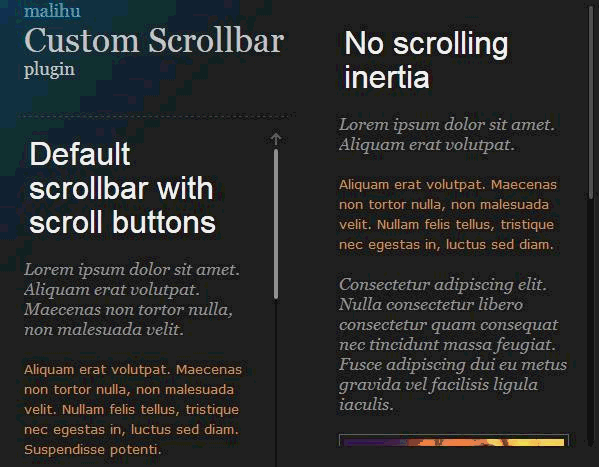 malihu
Custom Scrollbar
plugin
Default
scrollbar with
scroll buttons
Lorem ipsum dolor sit amet.
Aliquam erat volutpat.
Maecenas non tortor nulla,
non malesuada velit.
Aliquam erat volutpat. Maecenas
non tortor nulla, non malesuada
velit. Nullam felis tellus, tristique
nec egestas in, luctus sed diam.
Suspendisse potenti.
No scrolling
inertia
Lorem ipsum dolor sit amet.
Aliquam erat volutpat.
Aliquam erat volutpat. Maecenas
non tortor nulla, non malesuada
velit. Nullam felis tellus, tristique
nec egestas in, luctus sed diam.
Consectetur adipiscing elit.
Nulla consectetur libero
consectetur quam consequat
nec tincidunt massa feugiat.
Fusce adipiscing dui eu metus
gravida vel facilisis ligula
iaculis.